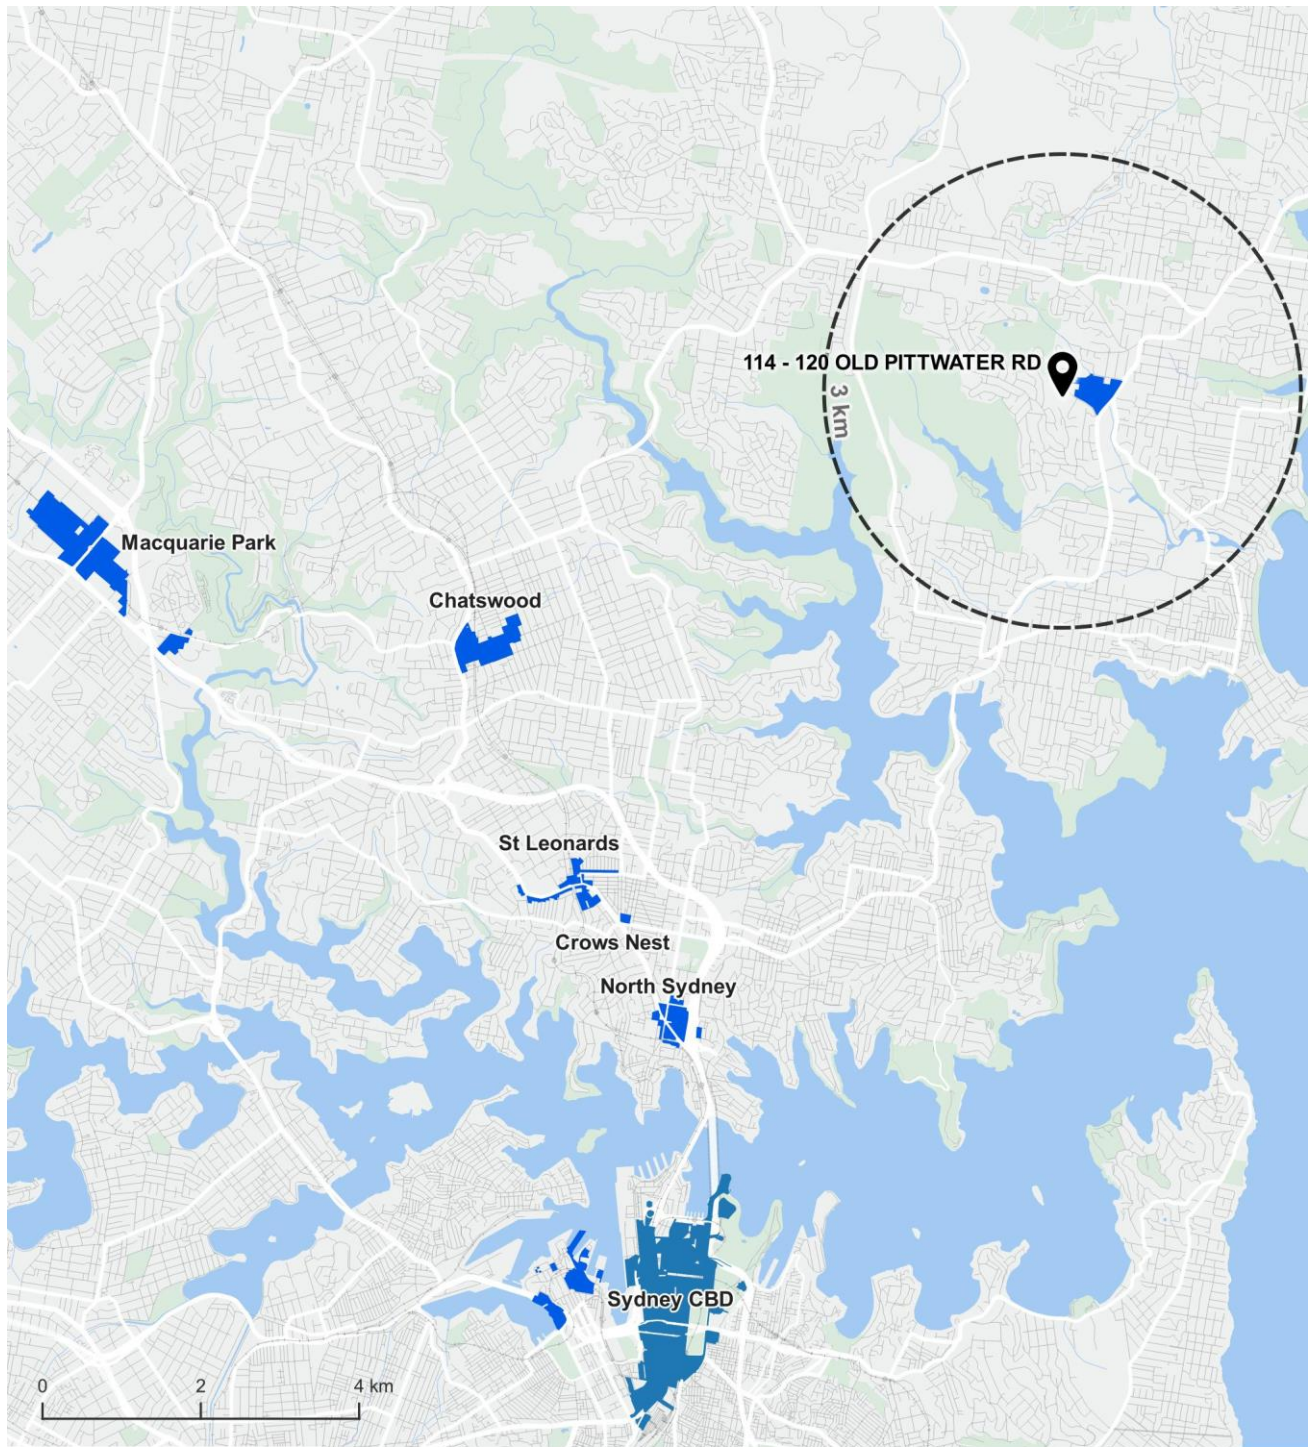 114 - 120 OLD PITTWATER RD
3 km
Macquarie Park
Chatswood
St Leonards
Crows Nest
North Sydney
Sydney CBD
0 2 4 km